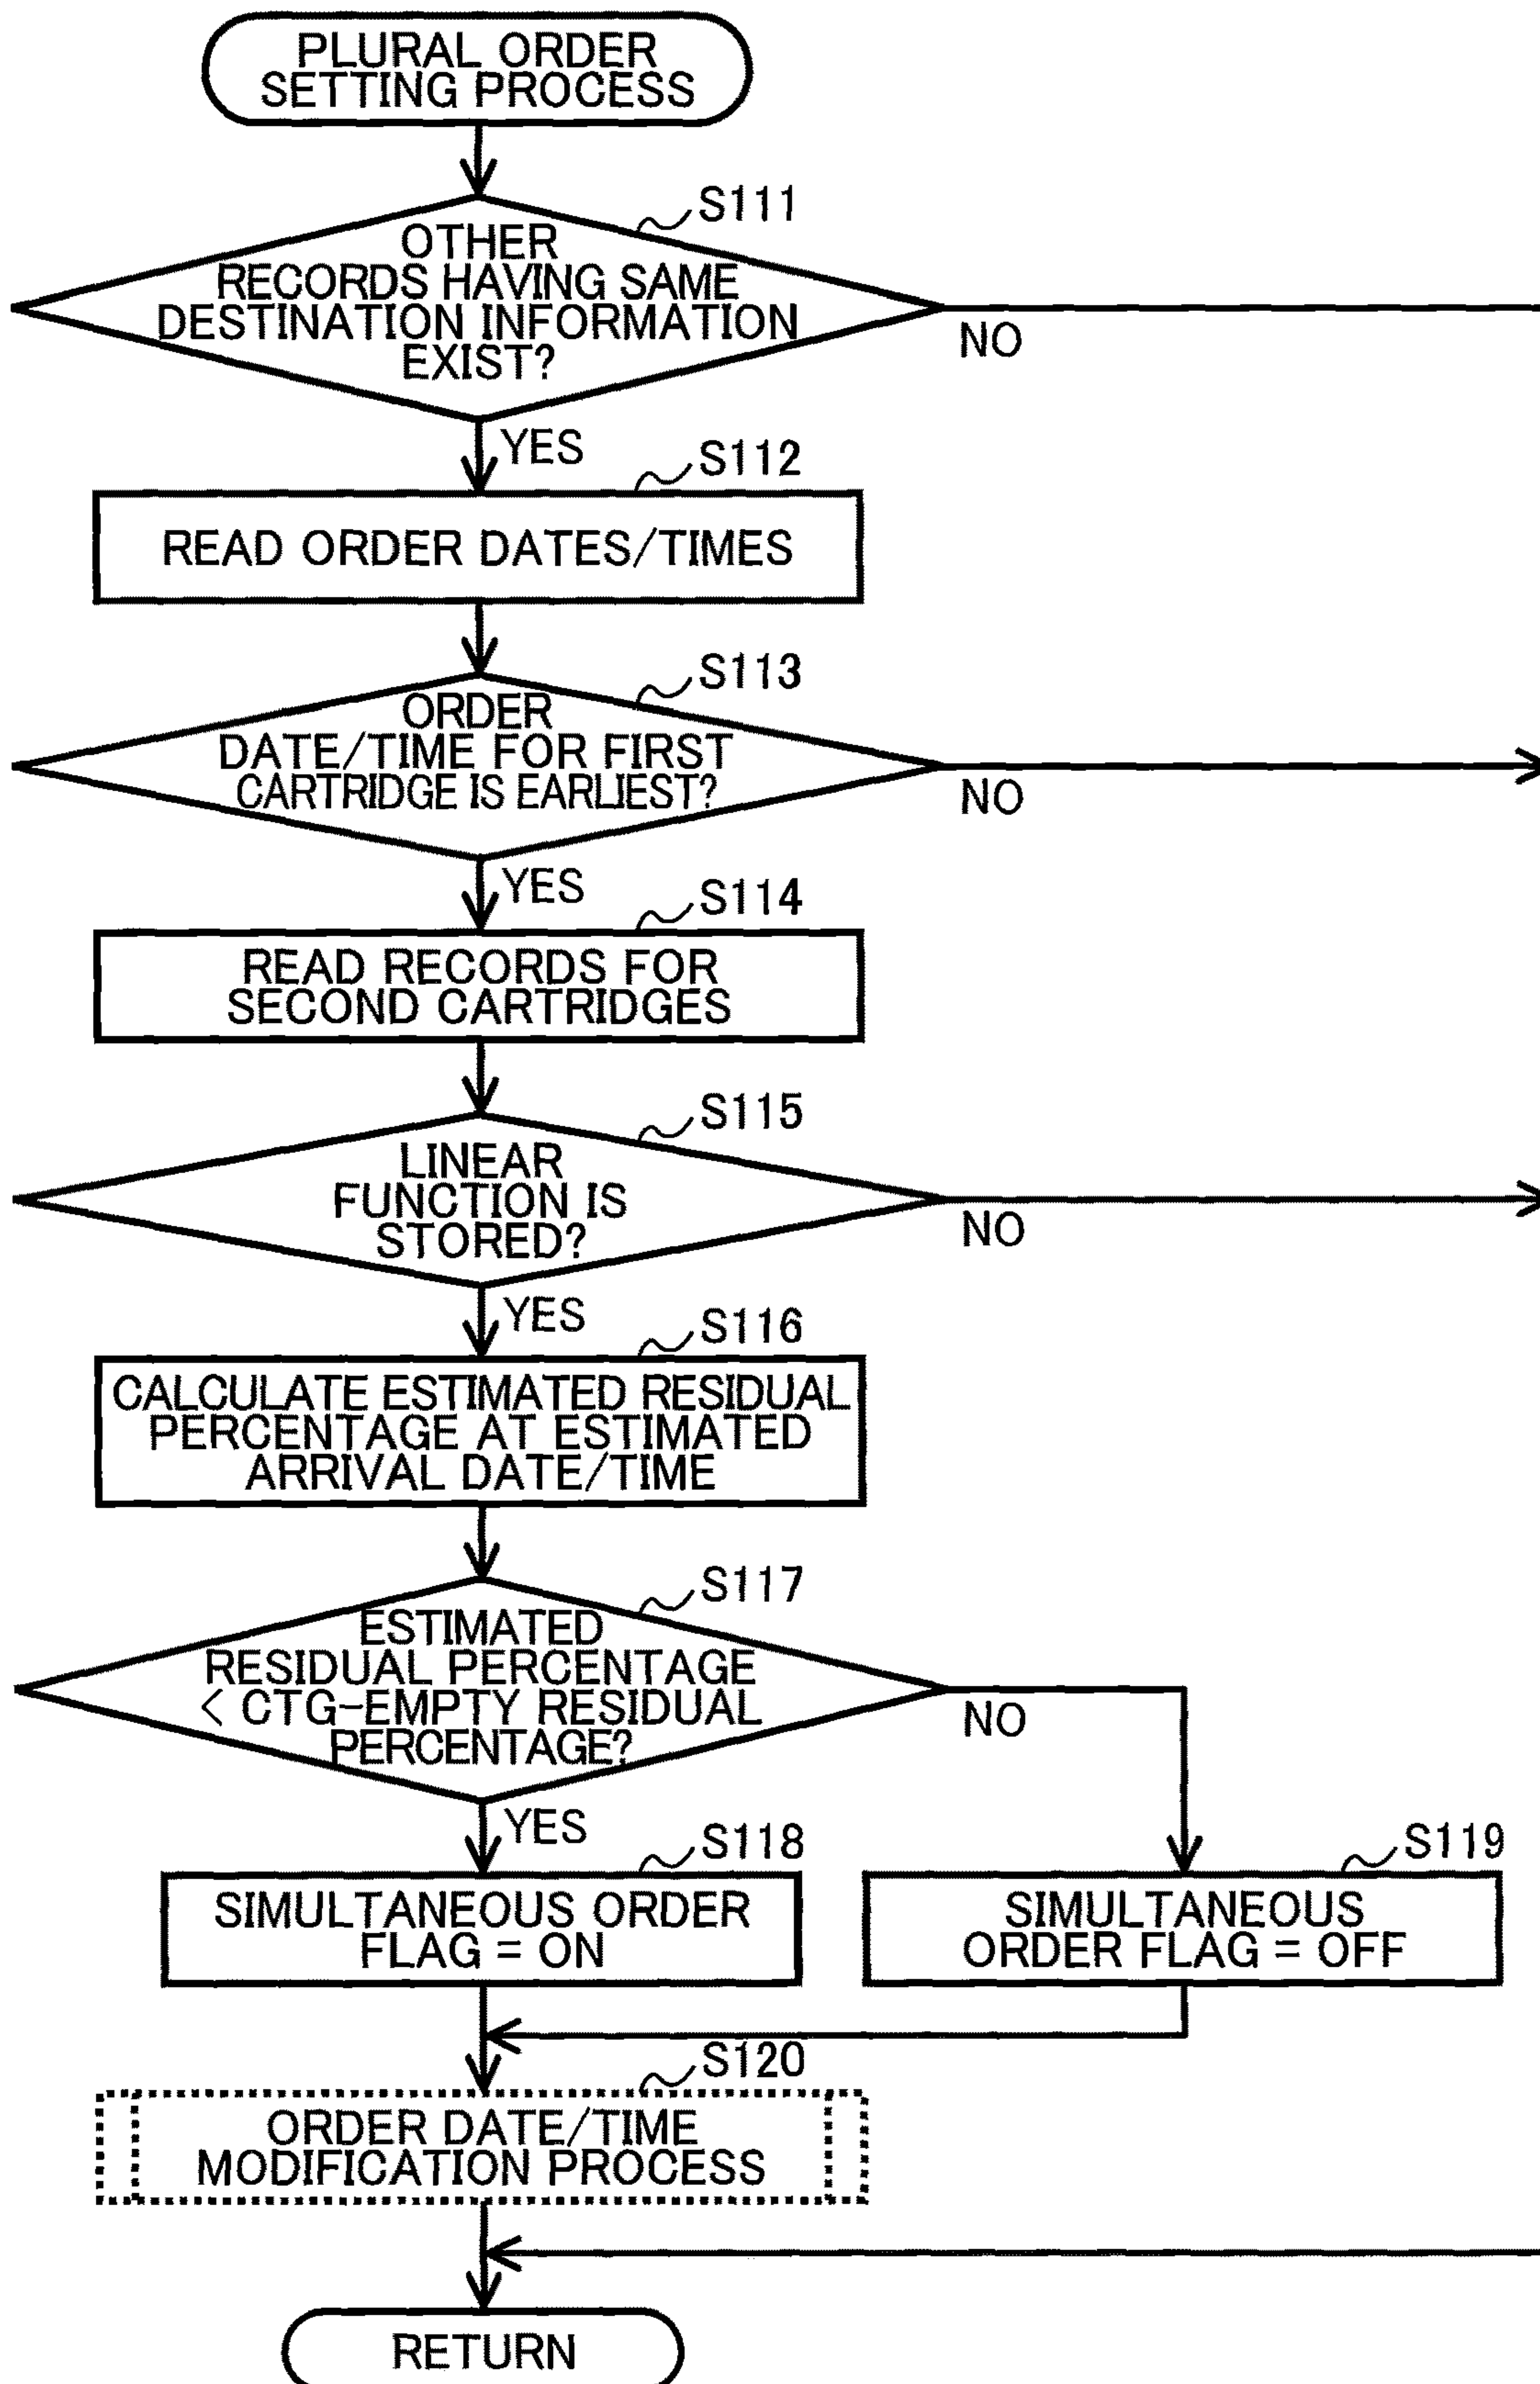 PLURAL ORDER
SETTING PROCESS
S111
OTHER
RECORDS HAVING SAME
DESTINATION INFORMATION
EXIST?
NO
YES
S112
READ ORDER DATES/TIMES
S113
ORDER
DATE/TIME FOR FIRST
CARTRIDGE IS EARLIEST?
NO
YES
S114
READ RECORDS FOR
SECOND CARTRIDGES
S115
LINEAR
FUNCTION IS
STORED?
NO
YES
S116
CALCULATE ESTIMATED RESIDUAL
PERCENTAGE AT ESTIMATED
ARRIVAL DATE/TIME
S117
ESTIMATED
RESIDUAL PERCENTAGE
< CTG-EMPTY RESIDUAL
PERCENTAGE?
NO
YES
S118
SIMULTANEOUS ORDER
FLAG = ON
S119
SIMULTANEOUS
ORDER FLAG = OFF
S120
ORDER DATE/TIME
MODIFICATION PROCESS
RETURN